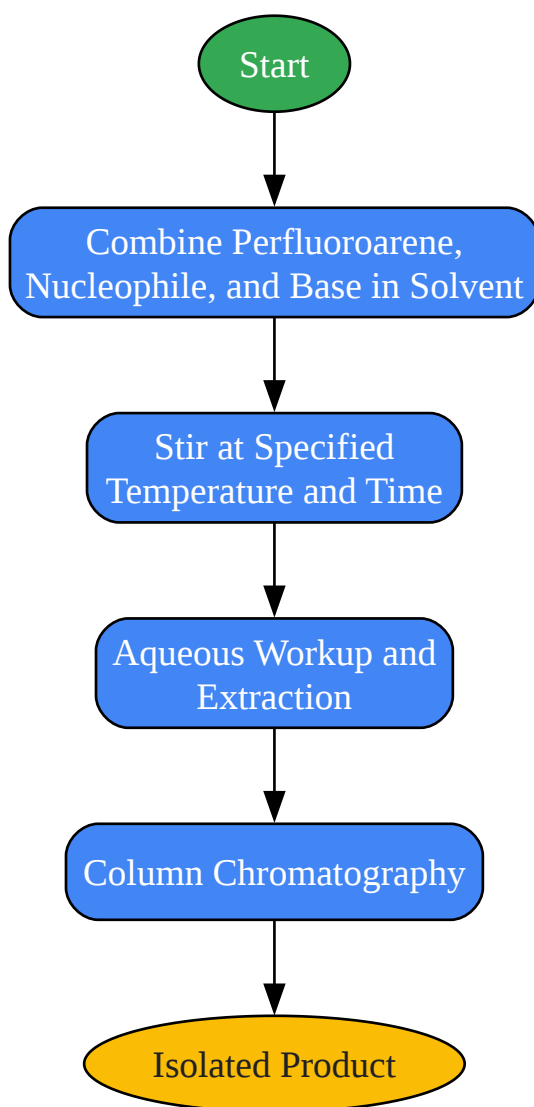 Start
Combine Perfluoroarene,
Nucleophile, and Base in Solvent
Stir at Specified
Temperature and Time
Aqueous Workup and
Extraction
Column Chromatography
Isolated Product